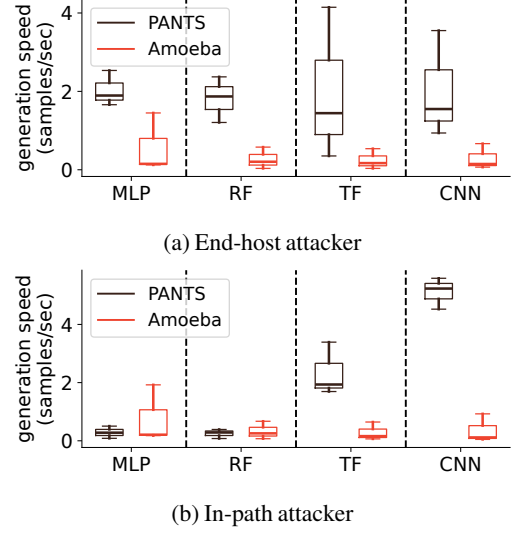 generation speed
(samples/sec)
4
2
0
PANTS
Amoeba
MLP RF TF CNN
(a) End-host attacker
generation speed
(samples/sec)
4
2
0
PANTS
Amoeba
MLP RF TF CNN
(b) In-path attacker